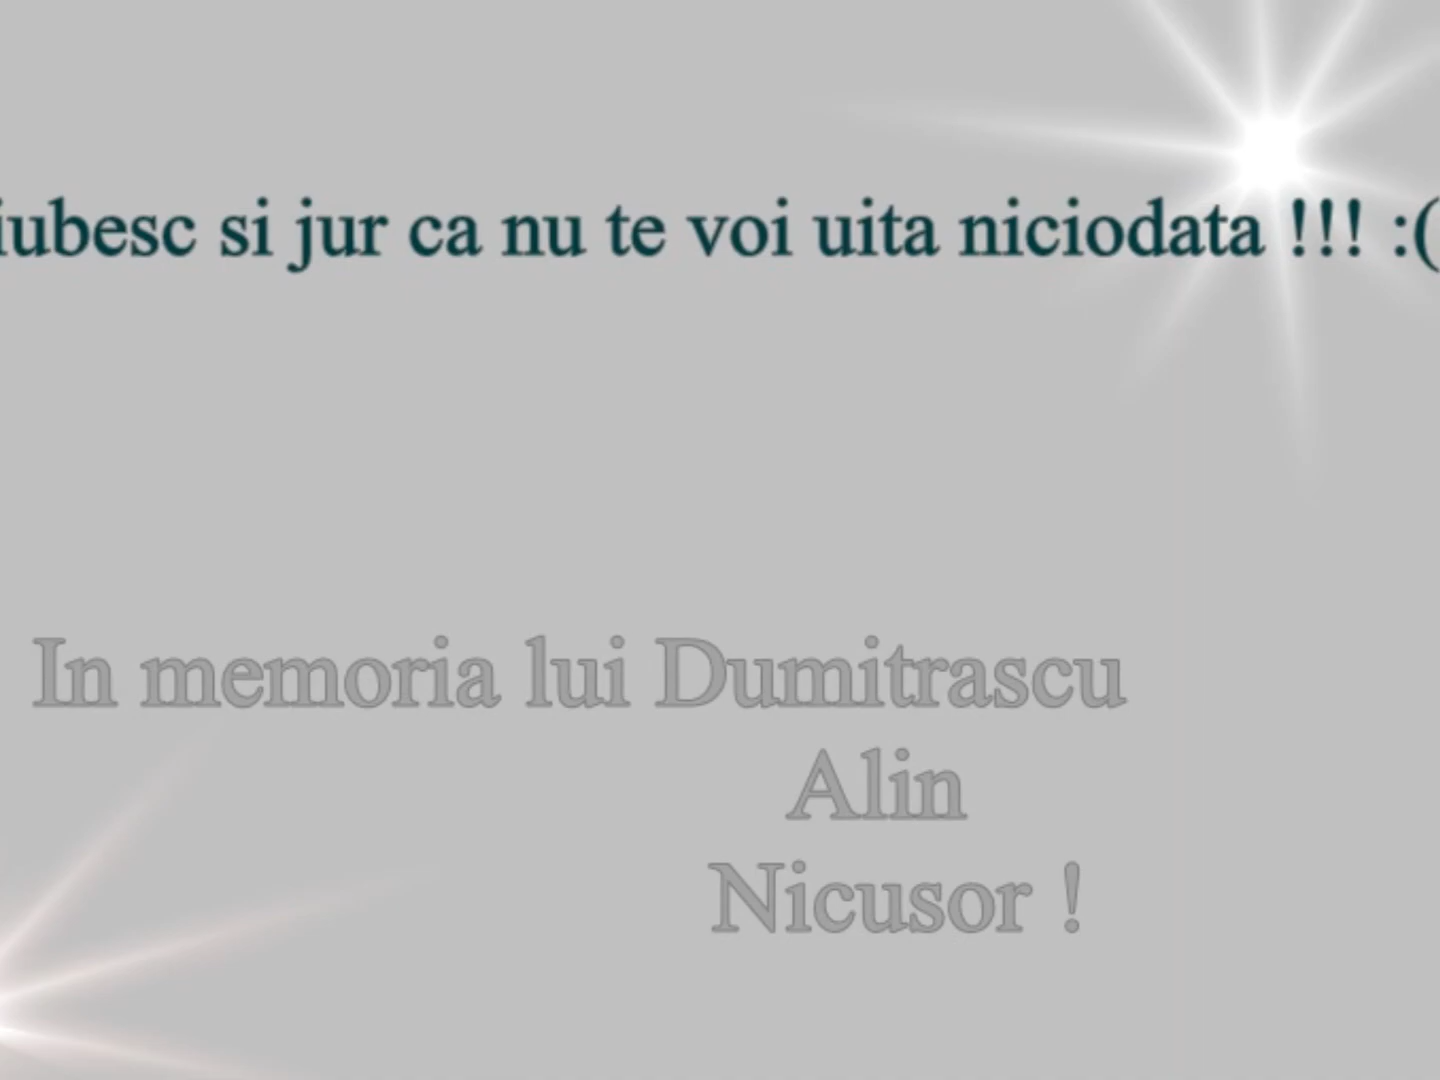 iubesc si jur ca nu te voi uita niciodata !!! :(
In memoria lui Dumitrascu
Alin
Nicusor !